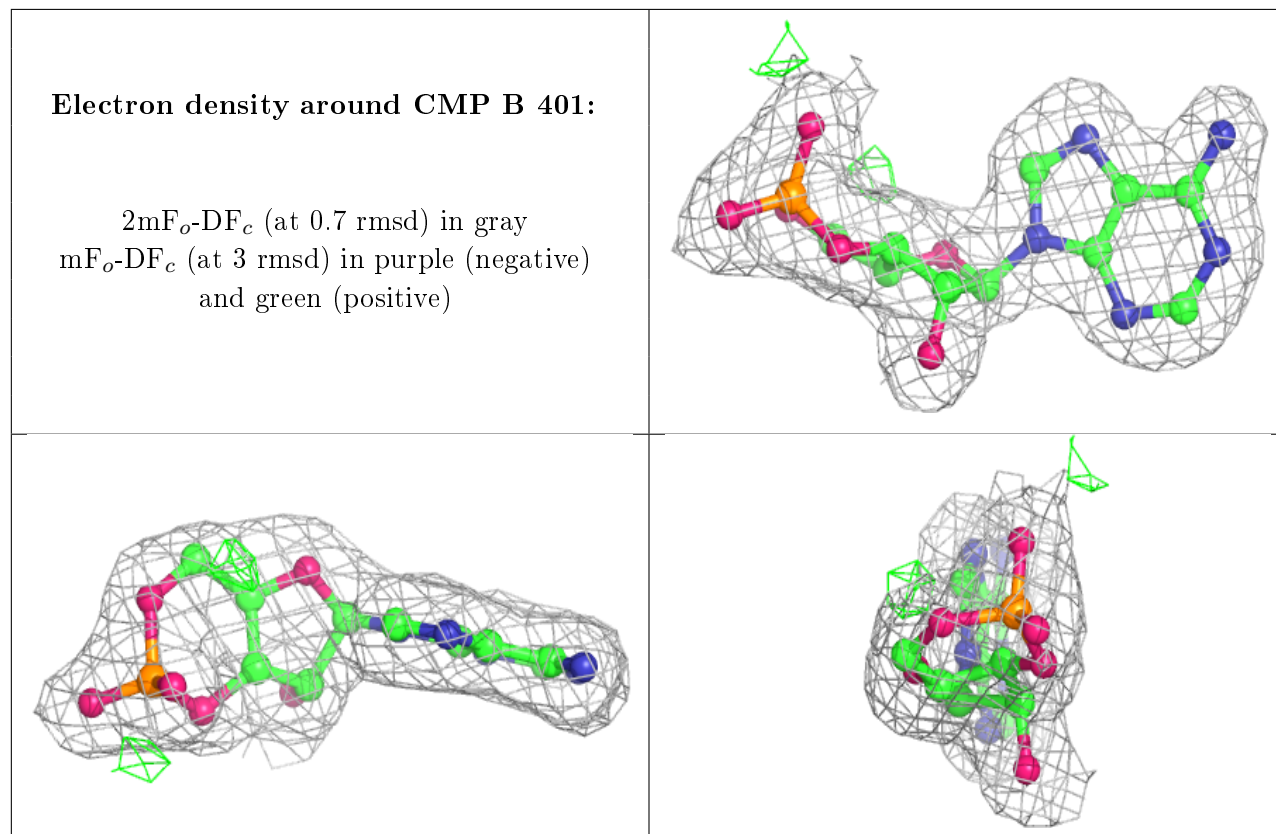 Electron density around CMP B 401:
2mFo-DFc (at 0.7 rmsd) in gray
mFo-DFc (at 3 rmsd) in purple (negative)
and green (positive)